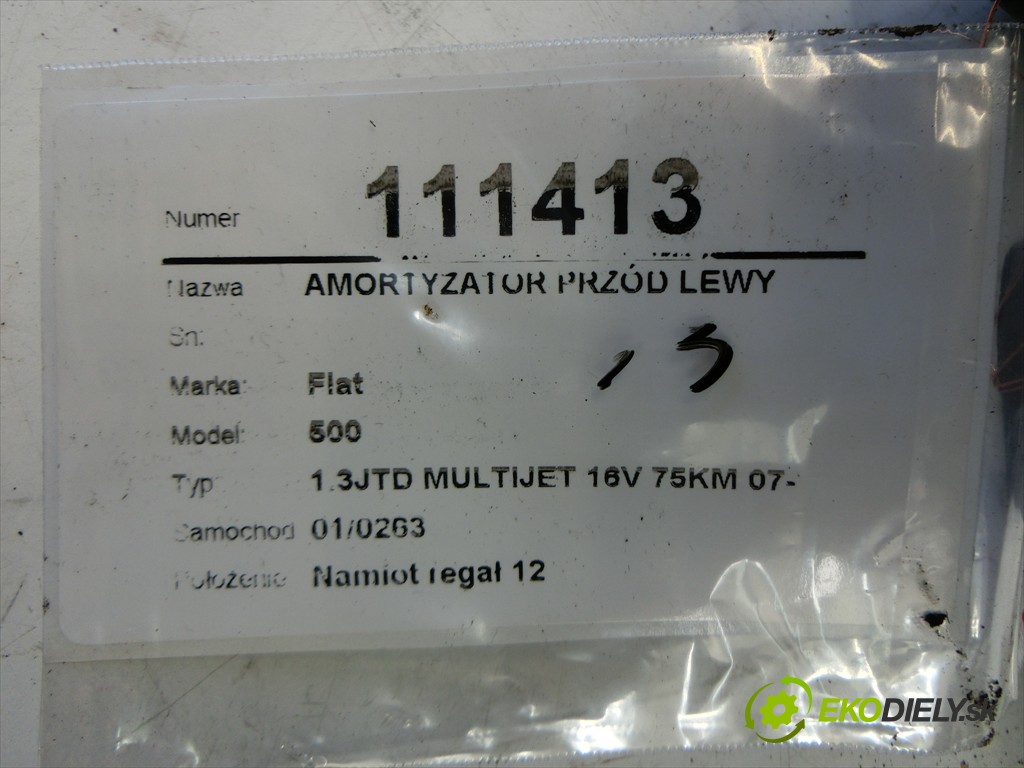 Numer 111413
Nazwa AMORTYZATOR PRZÓD LEWY
Sn:
Marka: Fiat
Model: 500
Typ 1.3JTD MULTIJET 16V 75KM 07-
Samochod 01/0263
Położenie Namiot regał 12
EKODIELY.SK